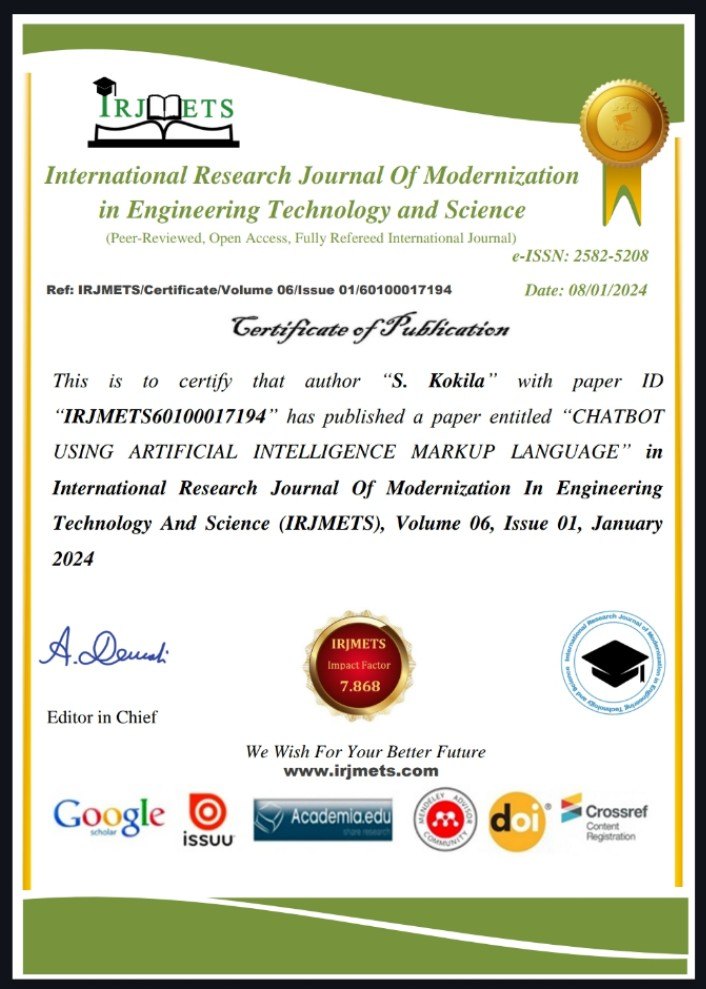 IRJMETS
International Research Journal Of Modernization
in Engineering Technology and Science
(Peer-Reviewed, Open Access, Fully Refereed International Journal)
e-ISSN: 2582-5208
Ref: IRJMETS/Certificate/Volume 06/Issue 01/60100017194
Date: 08/01/2024
Certificate of Publication
This is to certify that author “S. Kokila” with paper ID
“IRJMETS60100017194” has published a paper entitled “CHATBOT
USING ARTIFICIAL INTELLIGENCE MARKUP LANGUAGE” in
International Research Journal Of Modernization In Engineering
Technology And Science (IRJMETS), Volume 06, Issue 01, January
2024
IRJMETS
Impact Factor
7.868
International Research Journal of Modernization in Engineering Technology and Science
Editor in Chief
We Wish For Your Better Future
www.irjmets.com
Google
scholar
issuu
Academia.edu
share research
MENDELEY ADVISOR
COMMUNITY
doi®
Crossref
Content
Registration